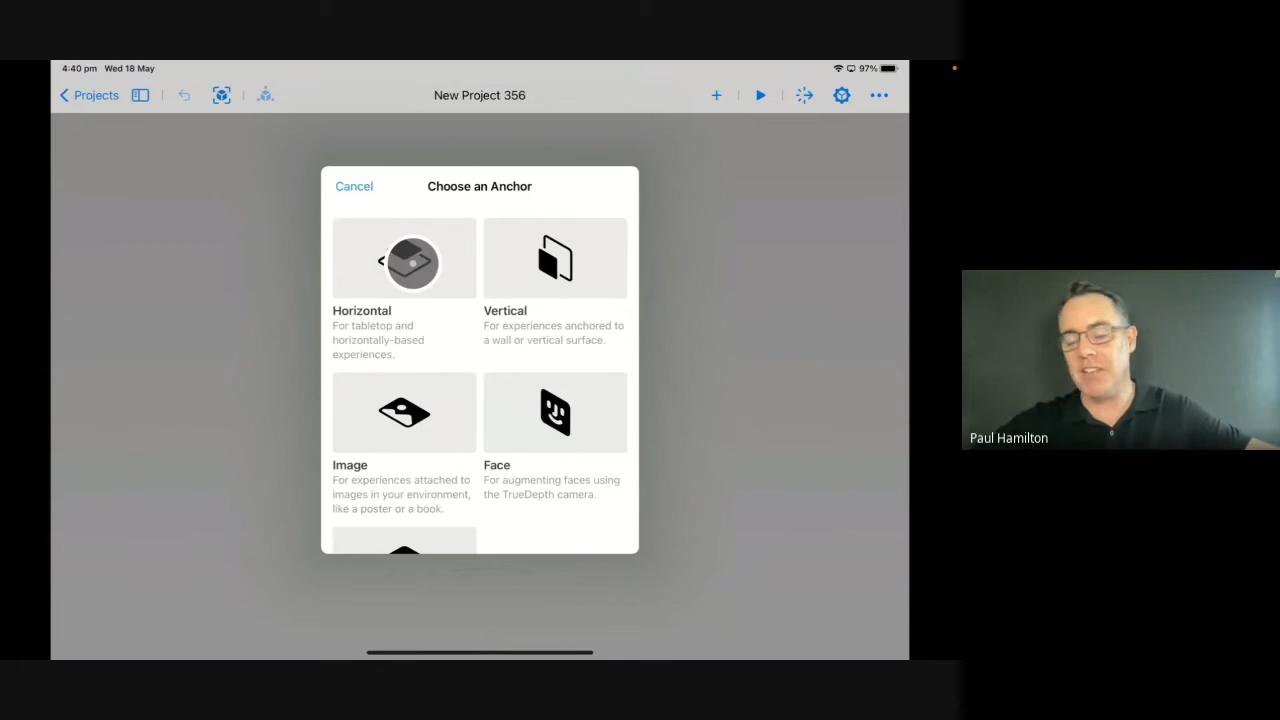 4:40 pm Wed 18 May
97%
Projects
New Project 356
Cancel
Choose an Anchor
Horizontal
For tabletop and
horizontally-based
experiences.
Vertical
For experiences anchored to
a wall or vertical surface.
Image
For experiences attached to
images in your environment,
like a poster or a book.
Face
For augmenting faces using
the TrueDepth camera.
Paul Hamilton